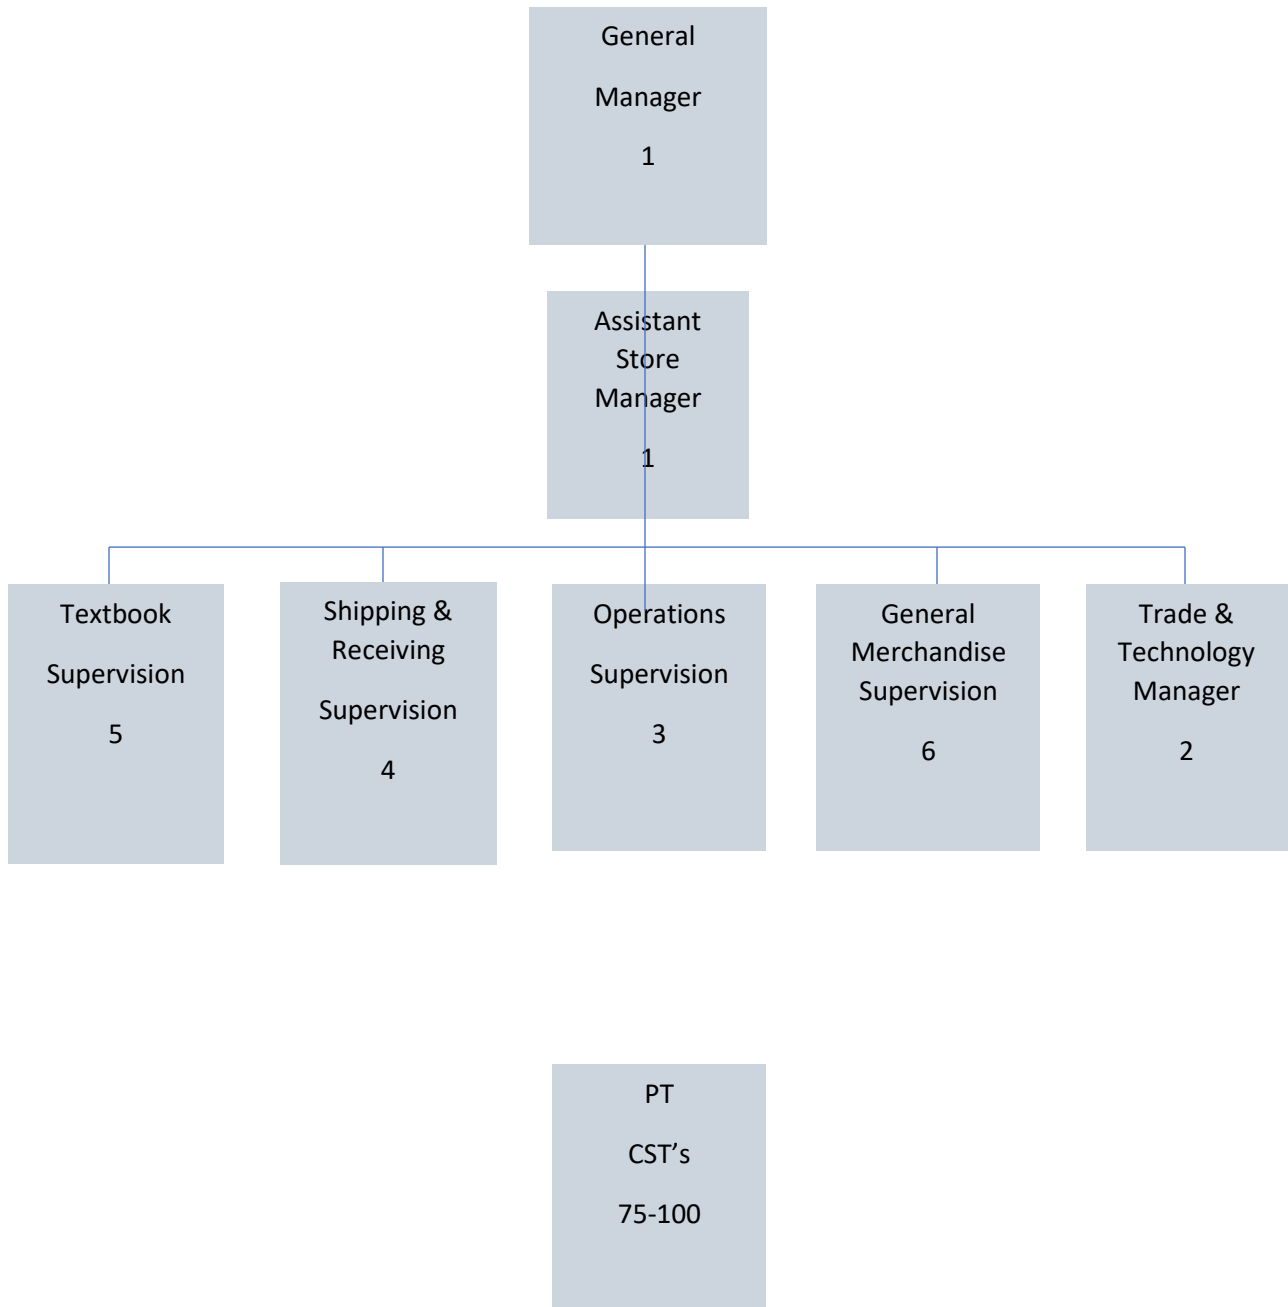 General
Manager
1
Assistant
Store
Manager
1
Textbook
Supervision
5
Shipping &
Receiving
Supervision
4
Operations
Supervision
3
General
Merchandise
Supervision
6
Trade &
Technology
Manager
2
PT
CST’s
75-100